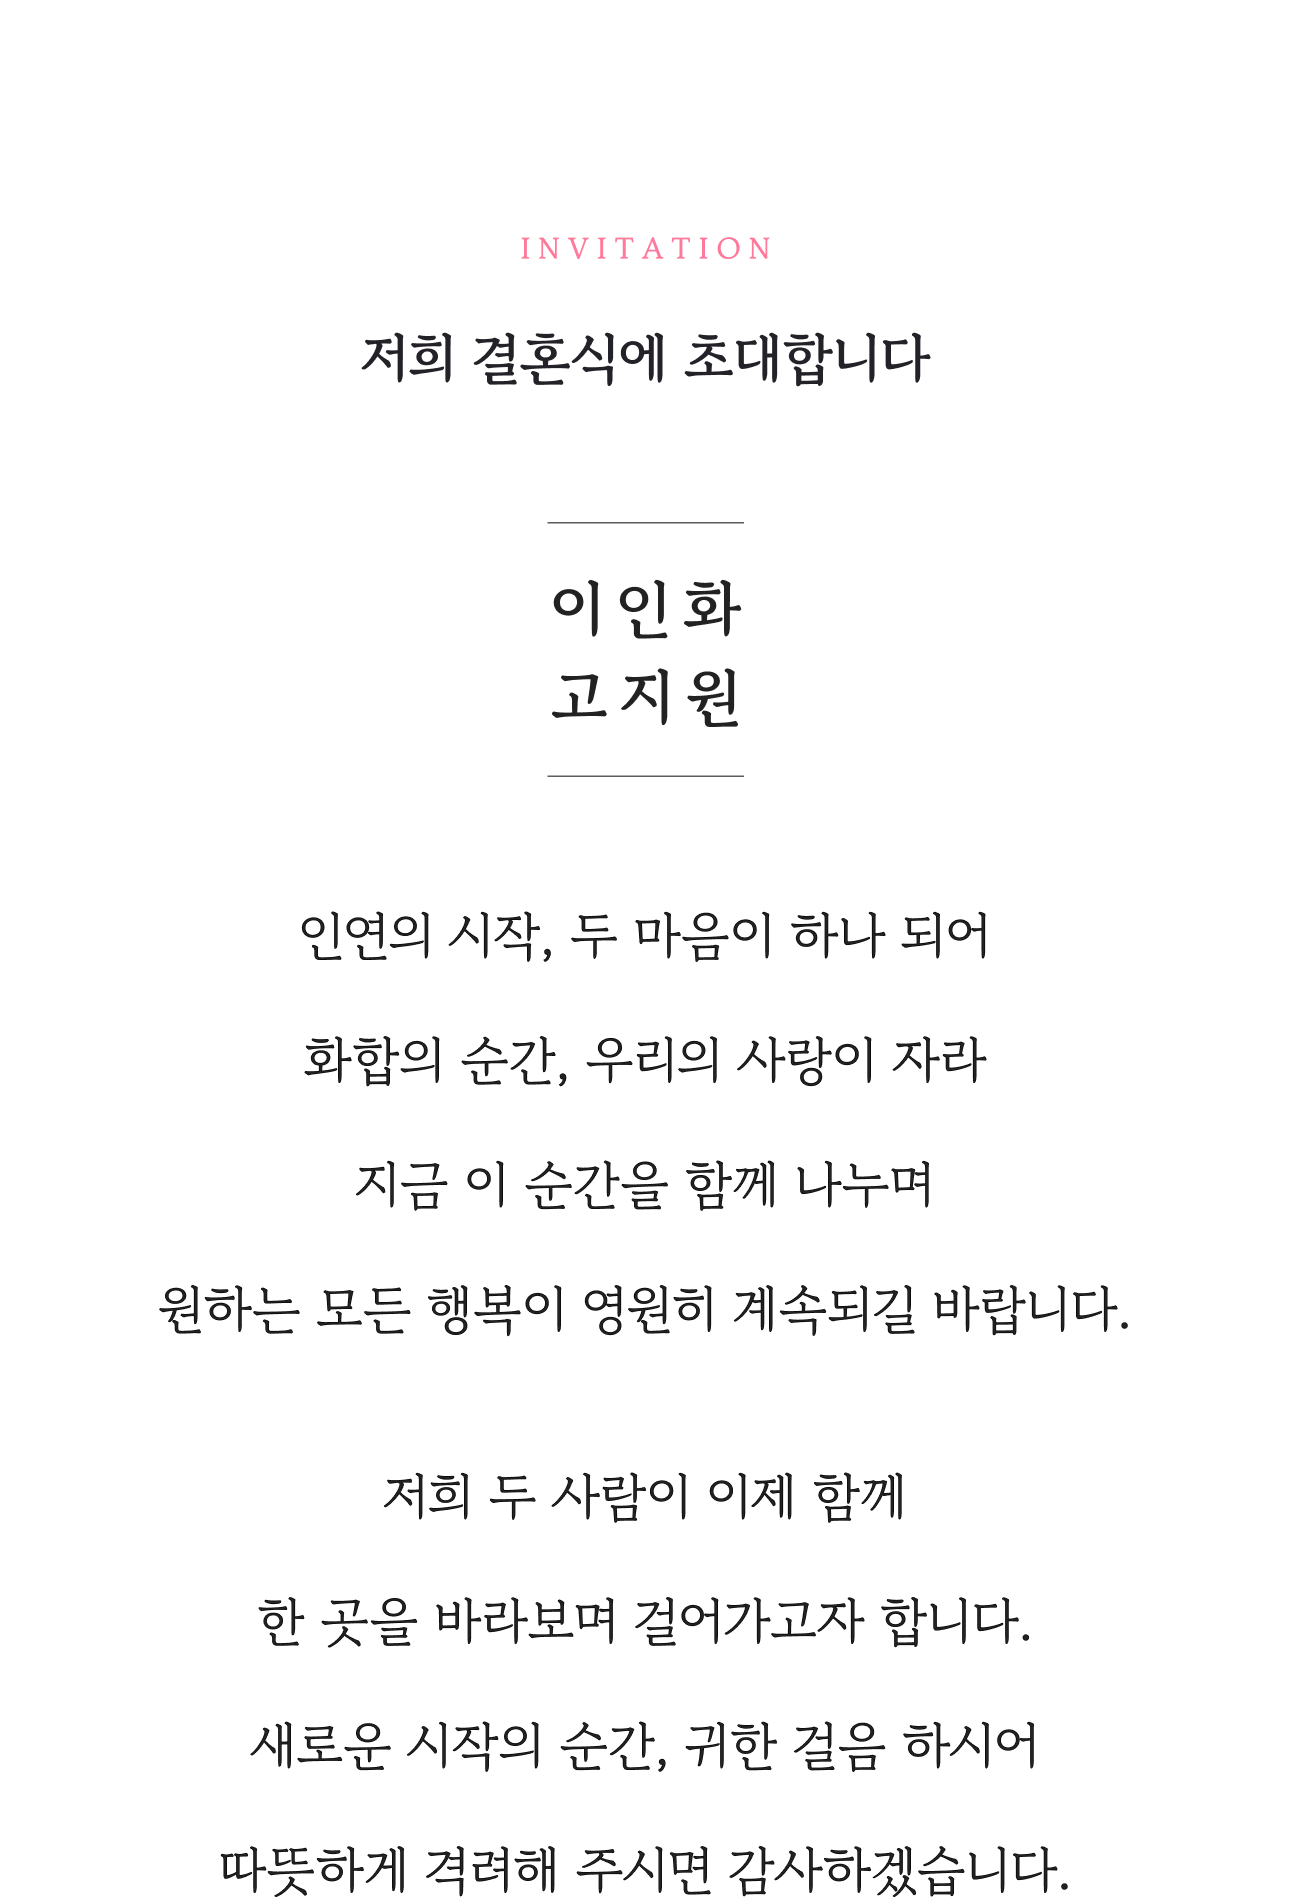 INVITATION
저희 결혼식에 초대합니다
이인화
고지원
인연의 시작, 두 마음이 하나 되어
화합의 순간, 우리의 사랑이 자라
지금 이 순간을 함께 나누며
원하는 모든 행복이 영원히 계속되길 바랍니다.
저희 두 사람이 이제 함께
한 곳을 바라보며 걸어가고자 합니다.
새로운 시작의 순간, 귀한 걸음 하시어
따뜻하게 격려해 주시면 감사하겠습니다.